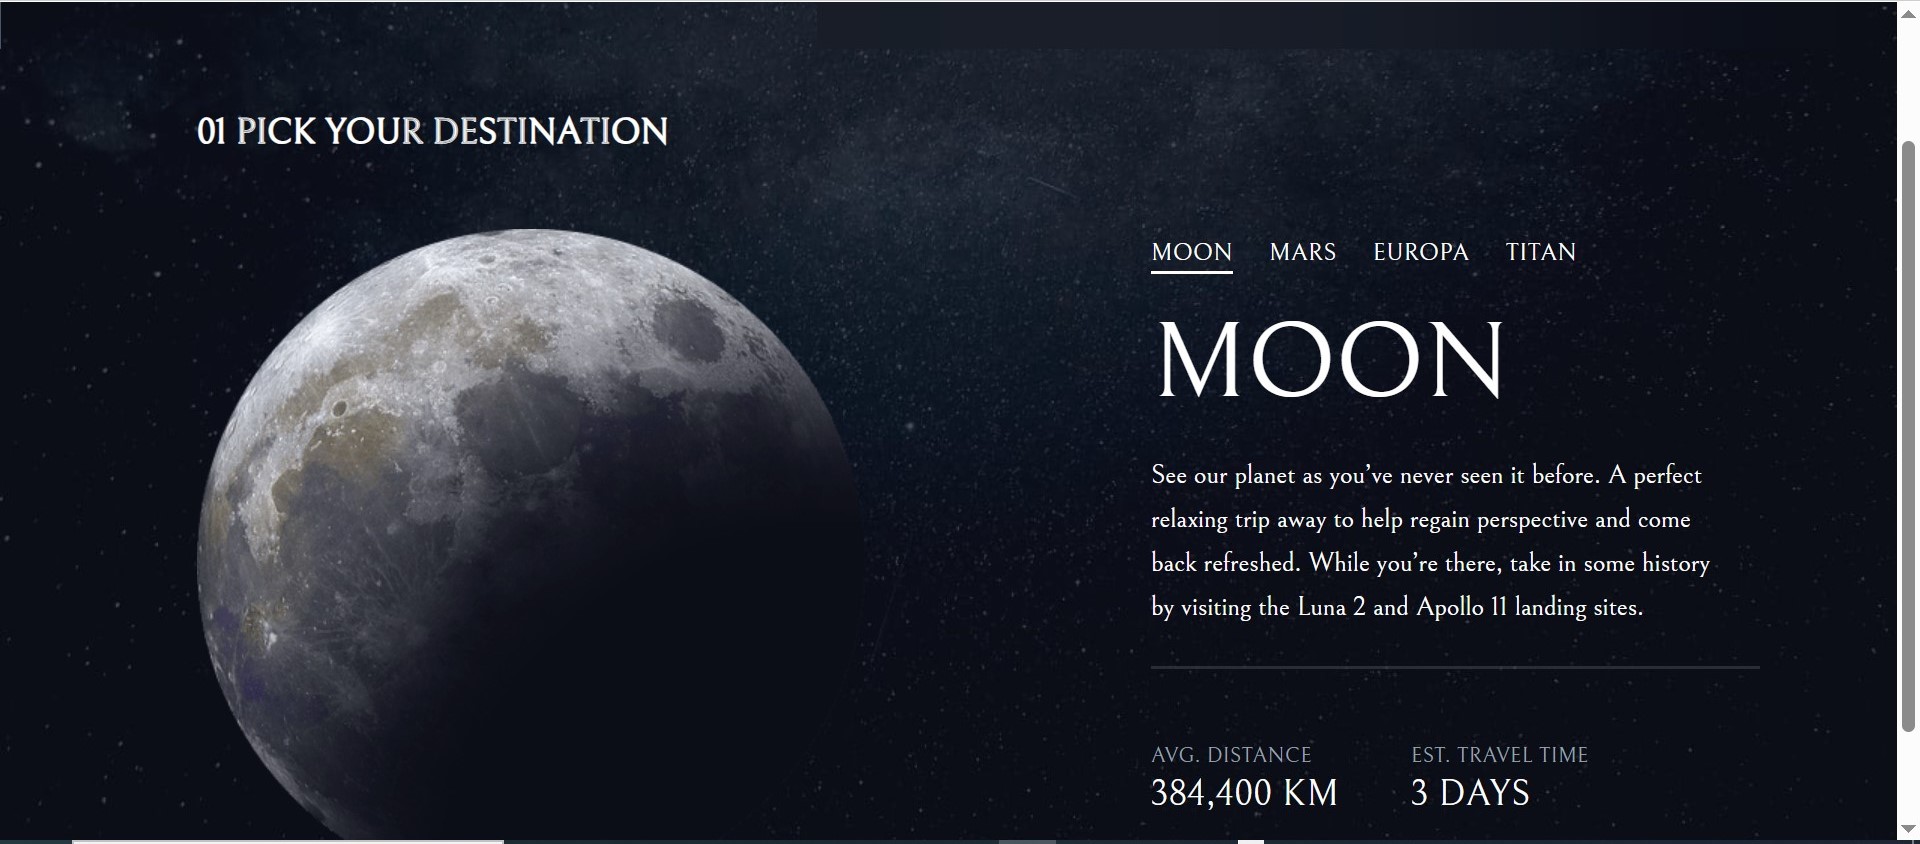 01 PICK YOUR DESTINATION
MOON MARS EUROPA TITAN
MOON
See our planet as you’ve never seen it before. A perfect
relaxing trip away to help regain perspective and come
back refreshed. While you’re there, take in some history
by visiting the Luna 2 and Apollo 11 landing sites.
AVG. DISTANCE EST. TRAVEL TIME
384,400 KM 3 DAYS